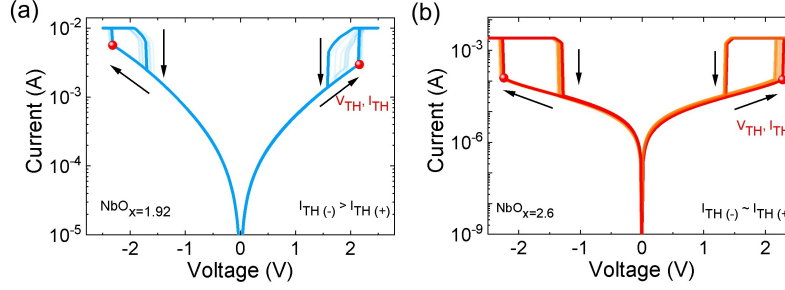 (a)
10⁻²
10⁻³
10⁻⁴
10⁻⁵
Current (A)
V_TH, I_TH
NbO_x=1.92
I_TH (-) > I_TH (+)
-2 -1 0 1 2
Voltage (V)
(b)
10⁻³
10⁻⁶
10⁻⁹
Current (A)
V_TH, I_TH
NbO_x=2.6
I_TH (-) ~ I_TH (+
-2 -1 0 1 2
Voltage (V)